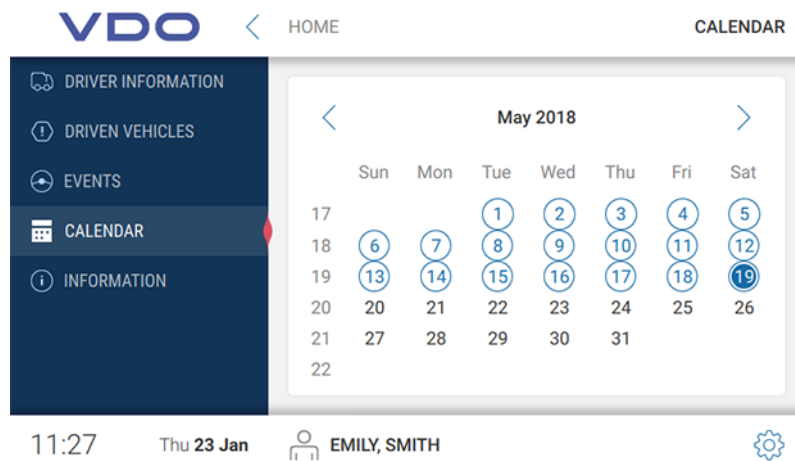 VDO
HOME
CALENDAR
DRIVER INFORMATION
DRIVEN VEHICLES
EVENTS
CALENDAR
INFORMATION
May 2018
Sun Mon Tue Wed Thu Fri Sat
17 1 2 3 4 5
18 6 7 8 9 10 11 12
19 13 14 15 16 17 18 19
20 20 21 22 23 24 25 26
21 27 28 29 30 31
22
11:27 Thu 23 Jan EMILY, SMITH